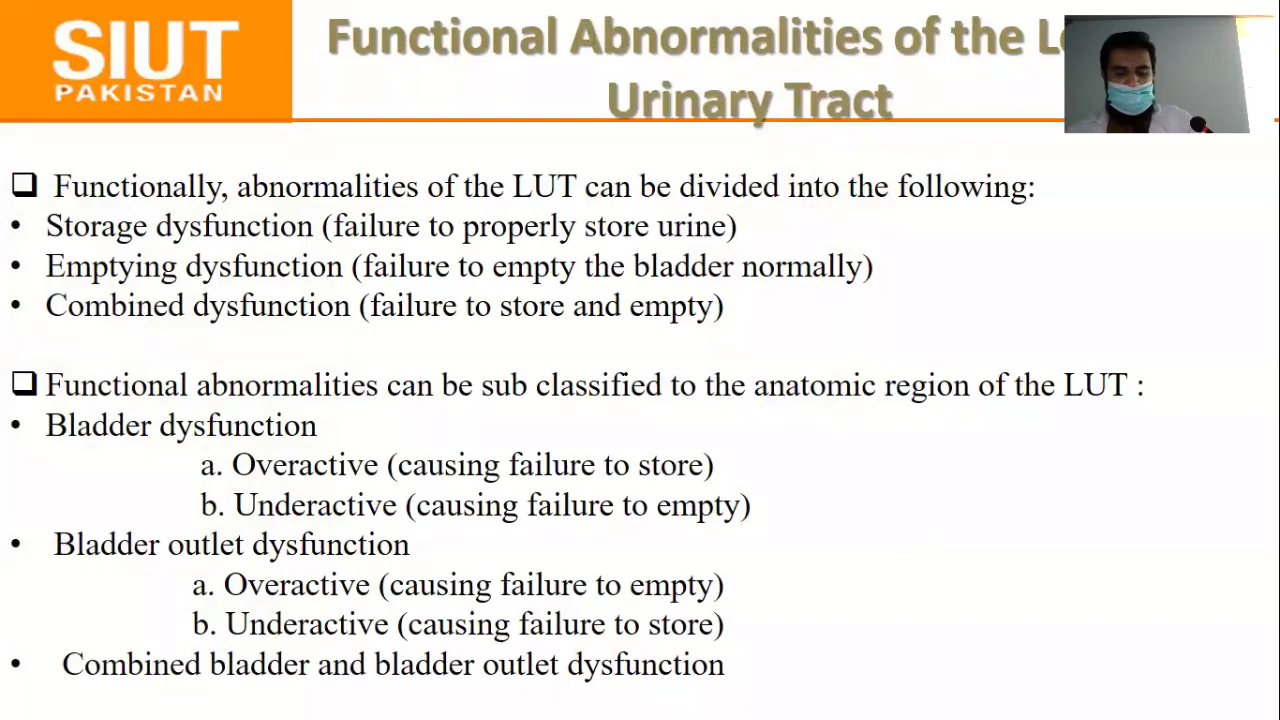 SIUT
PAKISTAN
Functional Abnormalities of the
Urinary Tract
❑ Functionally, abnormalities of the LUT can be divided into the following:
• Storage dysfunction (failure to properly store urine)
• Emptying dysfunction (failure to empty the bladder normally)
• Combined dysfunction (failure to store and empty)
❑ Functional abnormalities can be sub classified to the anatomic region of the LUT :
• Bladder dysfunction
a. Overactive (causing failure to store)
b. Underactive (causing failure to empty)
• Bladder outlet dysfunction
a. Overactive (causing failure to empty)
b. Underactive (causing failure to store)
• Combined bladder and bladder outlet dysfunction